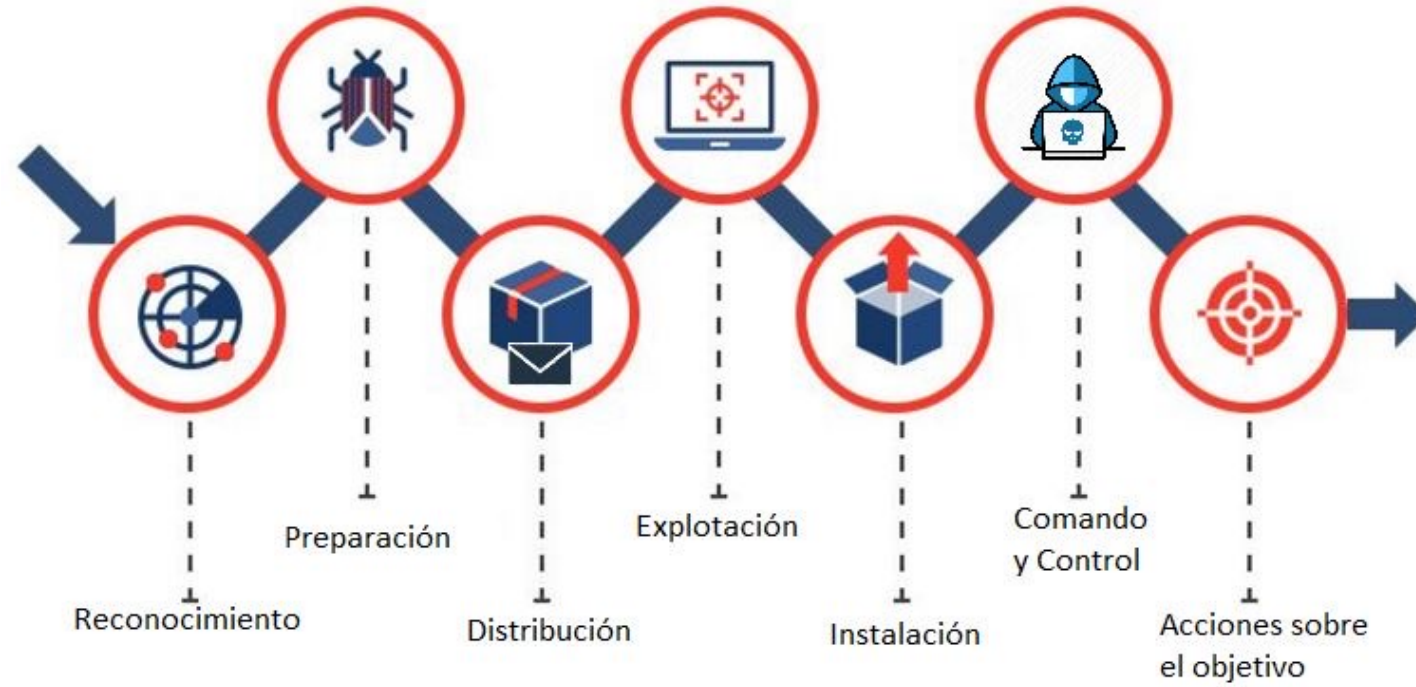 Reconocimiento
Preparación
Distribución
Explotación
Instalación
Comando
y Control
Acciones sobre
el objetivo